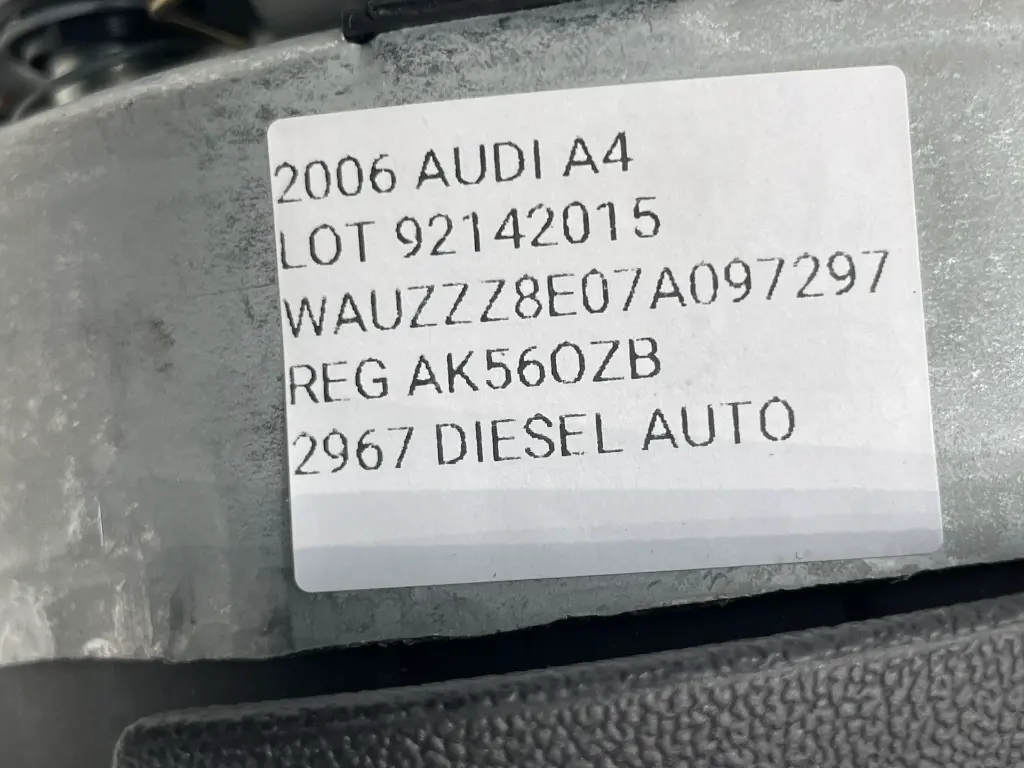 2006 AUDI A4
LOT 92142015
WAUZZZ8E07A097297
REG AK56OZB
2967 DIESEL AUTO